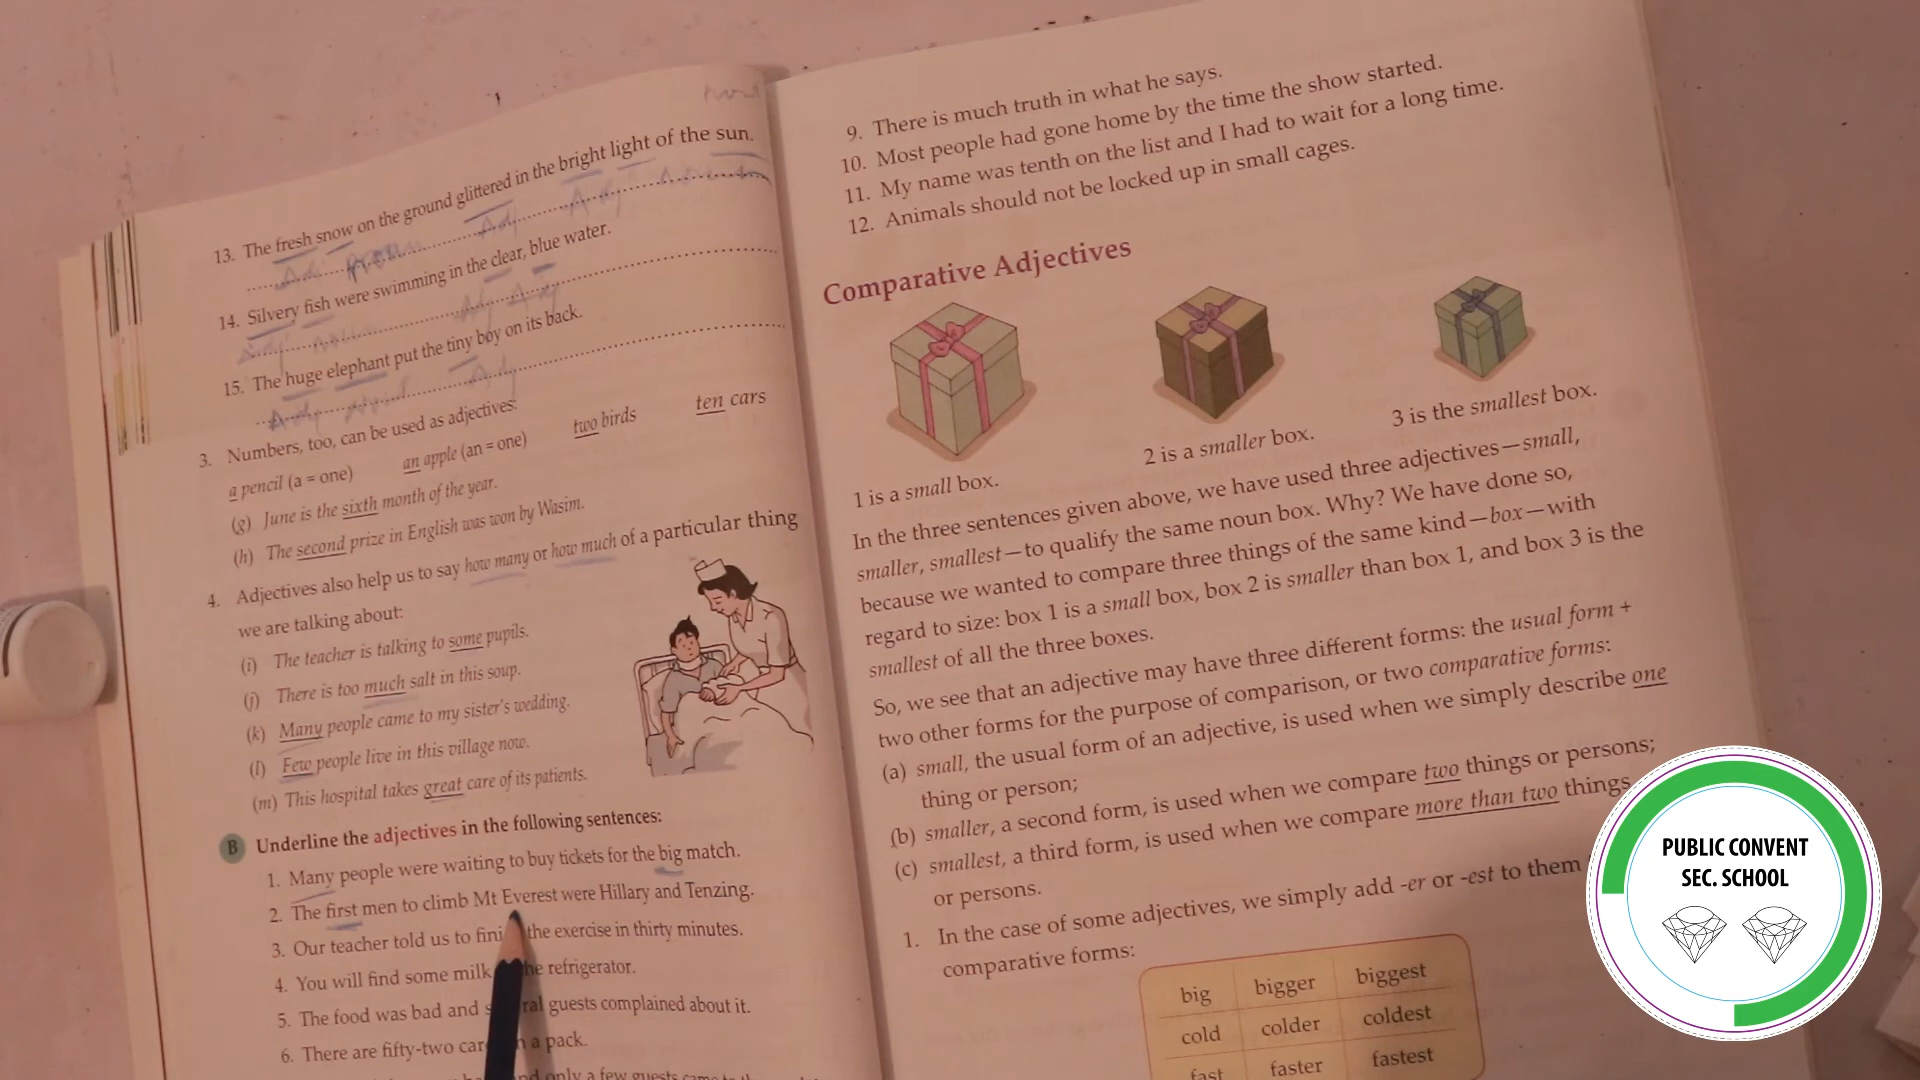 13. The fresh snow on the ground glittered in the bright light of the sun.
14. Silvery fish were swimming in the clear, blue water.
15. The huge elephant put the tiny boy on its back.
3. Numbers, too, can be used as adjectives:
a pencil (a = one) an apple (an = one) two birds ten cars
(g) June is the sixth month of the year.
(h) The second prize in English was won by Wasim.
4. Adjectives also help us to say how many or how much of a particular thing
we are talking about:
(i) The teacher is talking to some pupils.
(j) There is too much salt in this soup.
(k) Many people came to my sister's wedding.
(l) Few people live in this village now.
(m) This hospital takes great care of its patients.
B Underline the adjectives in the following sentences:
1. Many people were waiting to buy tickets for the big match.
2. The first men to climb Mt Everest were Hillary and Tenzing.
3. Our teacher told us to fini the exercise in thirty minutes.
4. You will find some milk he refrigerator.
5. The food was bad and s ral guests complained about it.
6. There are fifty-two car n a pack.
only a few guests
9. There is much truth in what he says.
10. Most people had gone home by the time the show started.
11. My name was tenth on the list and I had to wait for a long time.
12. Animals should not be locked up in small cages.
Comparative Adjectives
1 is a small box.
2 is a smaller box.
3 is the smallest box.
In the three sentences given above, we have used three adjectives—small,
smaller, smallest—to qualify the same noun box. Why? We have done so,
because we wanted to compare three things of the same kind—box—with
regard to size: box 1 is a small box, box 2 is smaller than box 1, and box 3 is the
smallest of all the three boxes.
So, we see that an adjective may have three different forms: the usual form +
two other forms for the purpose of comparison, or two comparative forms:
(a) small, the usual form of an adjective, is used when we simply describe one
thing or person;
(b) smaller, a second form, is used when we compare two things or persons;
(c) smallest, a third form, is used when we compare more than two things
or persons.
1. In the case of some adjectives, we simply add -er or -est to them
comparative forms:
big bigger biggest
cold colder coldest
fast faster fastest
PUBLIC CONVENT
SEC. SCHOOL